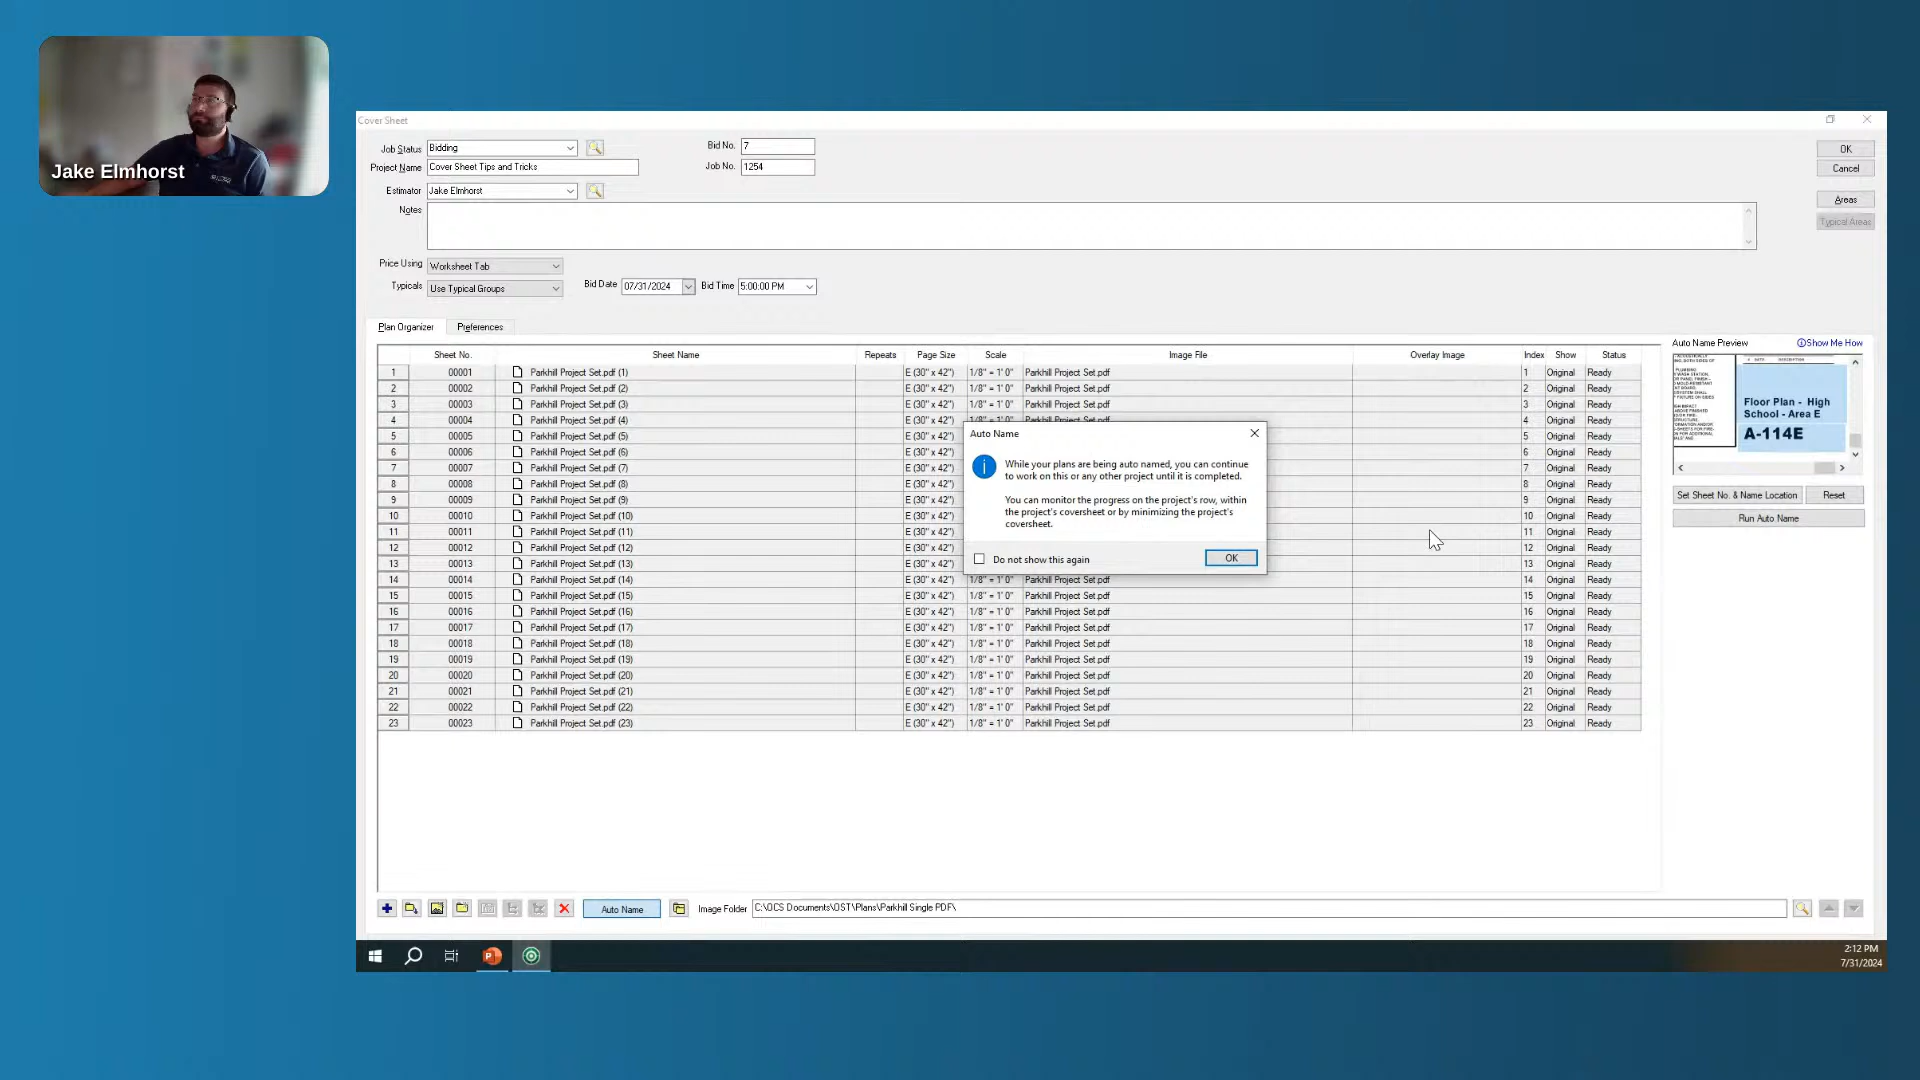 Jake Elmhorst
Cover Sheet
Job Status Bidding
Bid No. 7
OK
Project Name Cover Sheet Tips and Tricks
Job No. 1254
Cancel
Estimator Jake Elmhorst
Areas
Notes
Typical Areas
Price Using Worksheet Tab
Typicals Use Typical Groups
Bid Date 07/31/2024 Bid Time 5:00:00 PM
Plan Organizer Preferences
Auto Name Preview Show Me How
Sheet No. Sheet Name Repeats Page Size Scale Image File Overlay Image Index Show Status
1 00001 Parkhill Project Set.pdf (1) E (30" x 42") 1/8" = 1' 0" Parkhill Project Set.pdf 1 Original Ready
2 00002 Parkhill Project Set.pdf (2) E (30" x 42") 1/8" = 1' 0" Parkhill Project Set.pdf 2 Original Ready
3 00003 Parkhill Project Set.pdf (3) E (30" x 42") 1/8" = 1' 0" Parkhill Project Set.pdf 3 Original Ready
4 00004 Parkhill Project Set.pdf (4) E (30" x 42") 1/8" = 1' 0" Parkhill Project Set.pdf 4 Original Ready
5 00005 Parkhill Project Set.pdf (5) E (30" x 42") 5 Original Ready
6 00006 Parkhill Project Set.pdf (6) E (30" x 42") 6 Original Ready
7 00007 Parkhill Project Set.pdf (7) E (30" x 42") 7 Original Ready
8 00008 Parkhill Project Set.pdf (8) E (30" x 42") 8 Original Ready
9 00009 Parkhill Project Set.pdf (9) E (30" x 42") 9 Original Ready
10 00010 Parkhill Project Set.pdf (10) E (30" x 42") 10 Original Ready
11 00011 Parkhill Project Set.pdf (11) E (30" x 42") 11 Original Ready
12 00012 Parkhill Project Set.pdf (12) E (30" x 42") 12 Original Ready
13 00013 Parkhill Project Set.pdf (13) E (30" x 42") 13 Original Ready
14 00014 Parkhill Project Set.pdf (14) E (30" x 42") 1/8" = 1' 0" Parkhill Project Set.pdf 14 Original Ready
15 00015 Parkhill Project Set.pdf (15) E (30" x 42") 1/8" = 1' 0" Parkhill Project Set.pdf 15 Original Ready
16 00016 Parkhill Project Set.pdf (16) E (30" x 42") 1/8" = 1' 0" Parkhill Project Set.pdf 16 Original Ready
17 00017 Parkhill Project Set.pdf (17) E (30" x 42") 1/8" = 1' 0" Parkhill Project Set.pdf 17 Original Ready
18 00018 Parkhill Project Set.pdf (18) E (30" x 42") 1/8" = 1' 0" Parkhill Project Set.pdf 18 Original Ready
19 00019 Parkhill Project Set.pdf (19) E (30" x 42") 1/8" = 1' 0" Parkhill Project Set.pdf 19 Original Ready
20 00020 Parkhill Project Set.pdf (20) E (30" x 42") 1/8" = 1' 0" Parkhill Project Set.pdf 20 Original Ready
21 00021 Parkhill Project Set.pdf (21) E (30" x 42") 1/8" = 1' 0" Parkhill Project Set.pdf 21 Original Ready
22 00022 Parkhill Project Set.pdf (22) E (30" x 42") 1/8" = 1' 0" Parkhill Project Set.pdf 22 Original Ready
23 00023 Parkhill Project Set.pdf (23) E (30" x 42") 1/8" = 1' 0" Parkhill Project Set.pdf 23 Original Ready
Auto Name
While your plans are being auto named, you can continue
to work on this or any other project until it is completed.
You can monitor the progress on the project's row, within
the project's coversheet or by minimizing the project's
coversheet.
Do not show this again OK
Floor Plan - High
School - Area E
A-114E
Set Sheet No. & Name Location Reset
Run Auto Name
Auto Name Image Folder C:\OCS Documents\OST\Plans\Parkhill Single PDF\
2:12 PM
7/31/2024